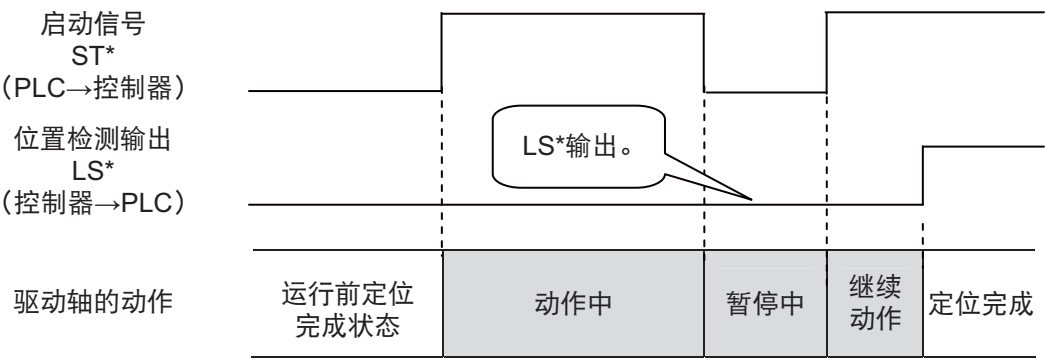 启动信号
ST*
（PLC→控制器）
位置检测输出
LS*
（控制器→PLC）
LS*输出。
驱动轴的动作
运行前定位
完成状态
动作中
暂停中
继续
动作
定位完成